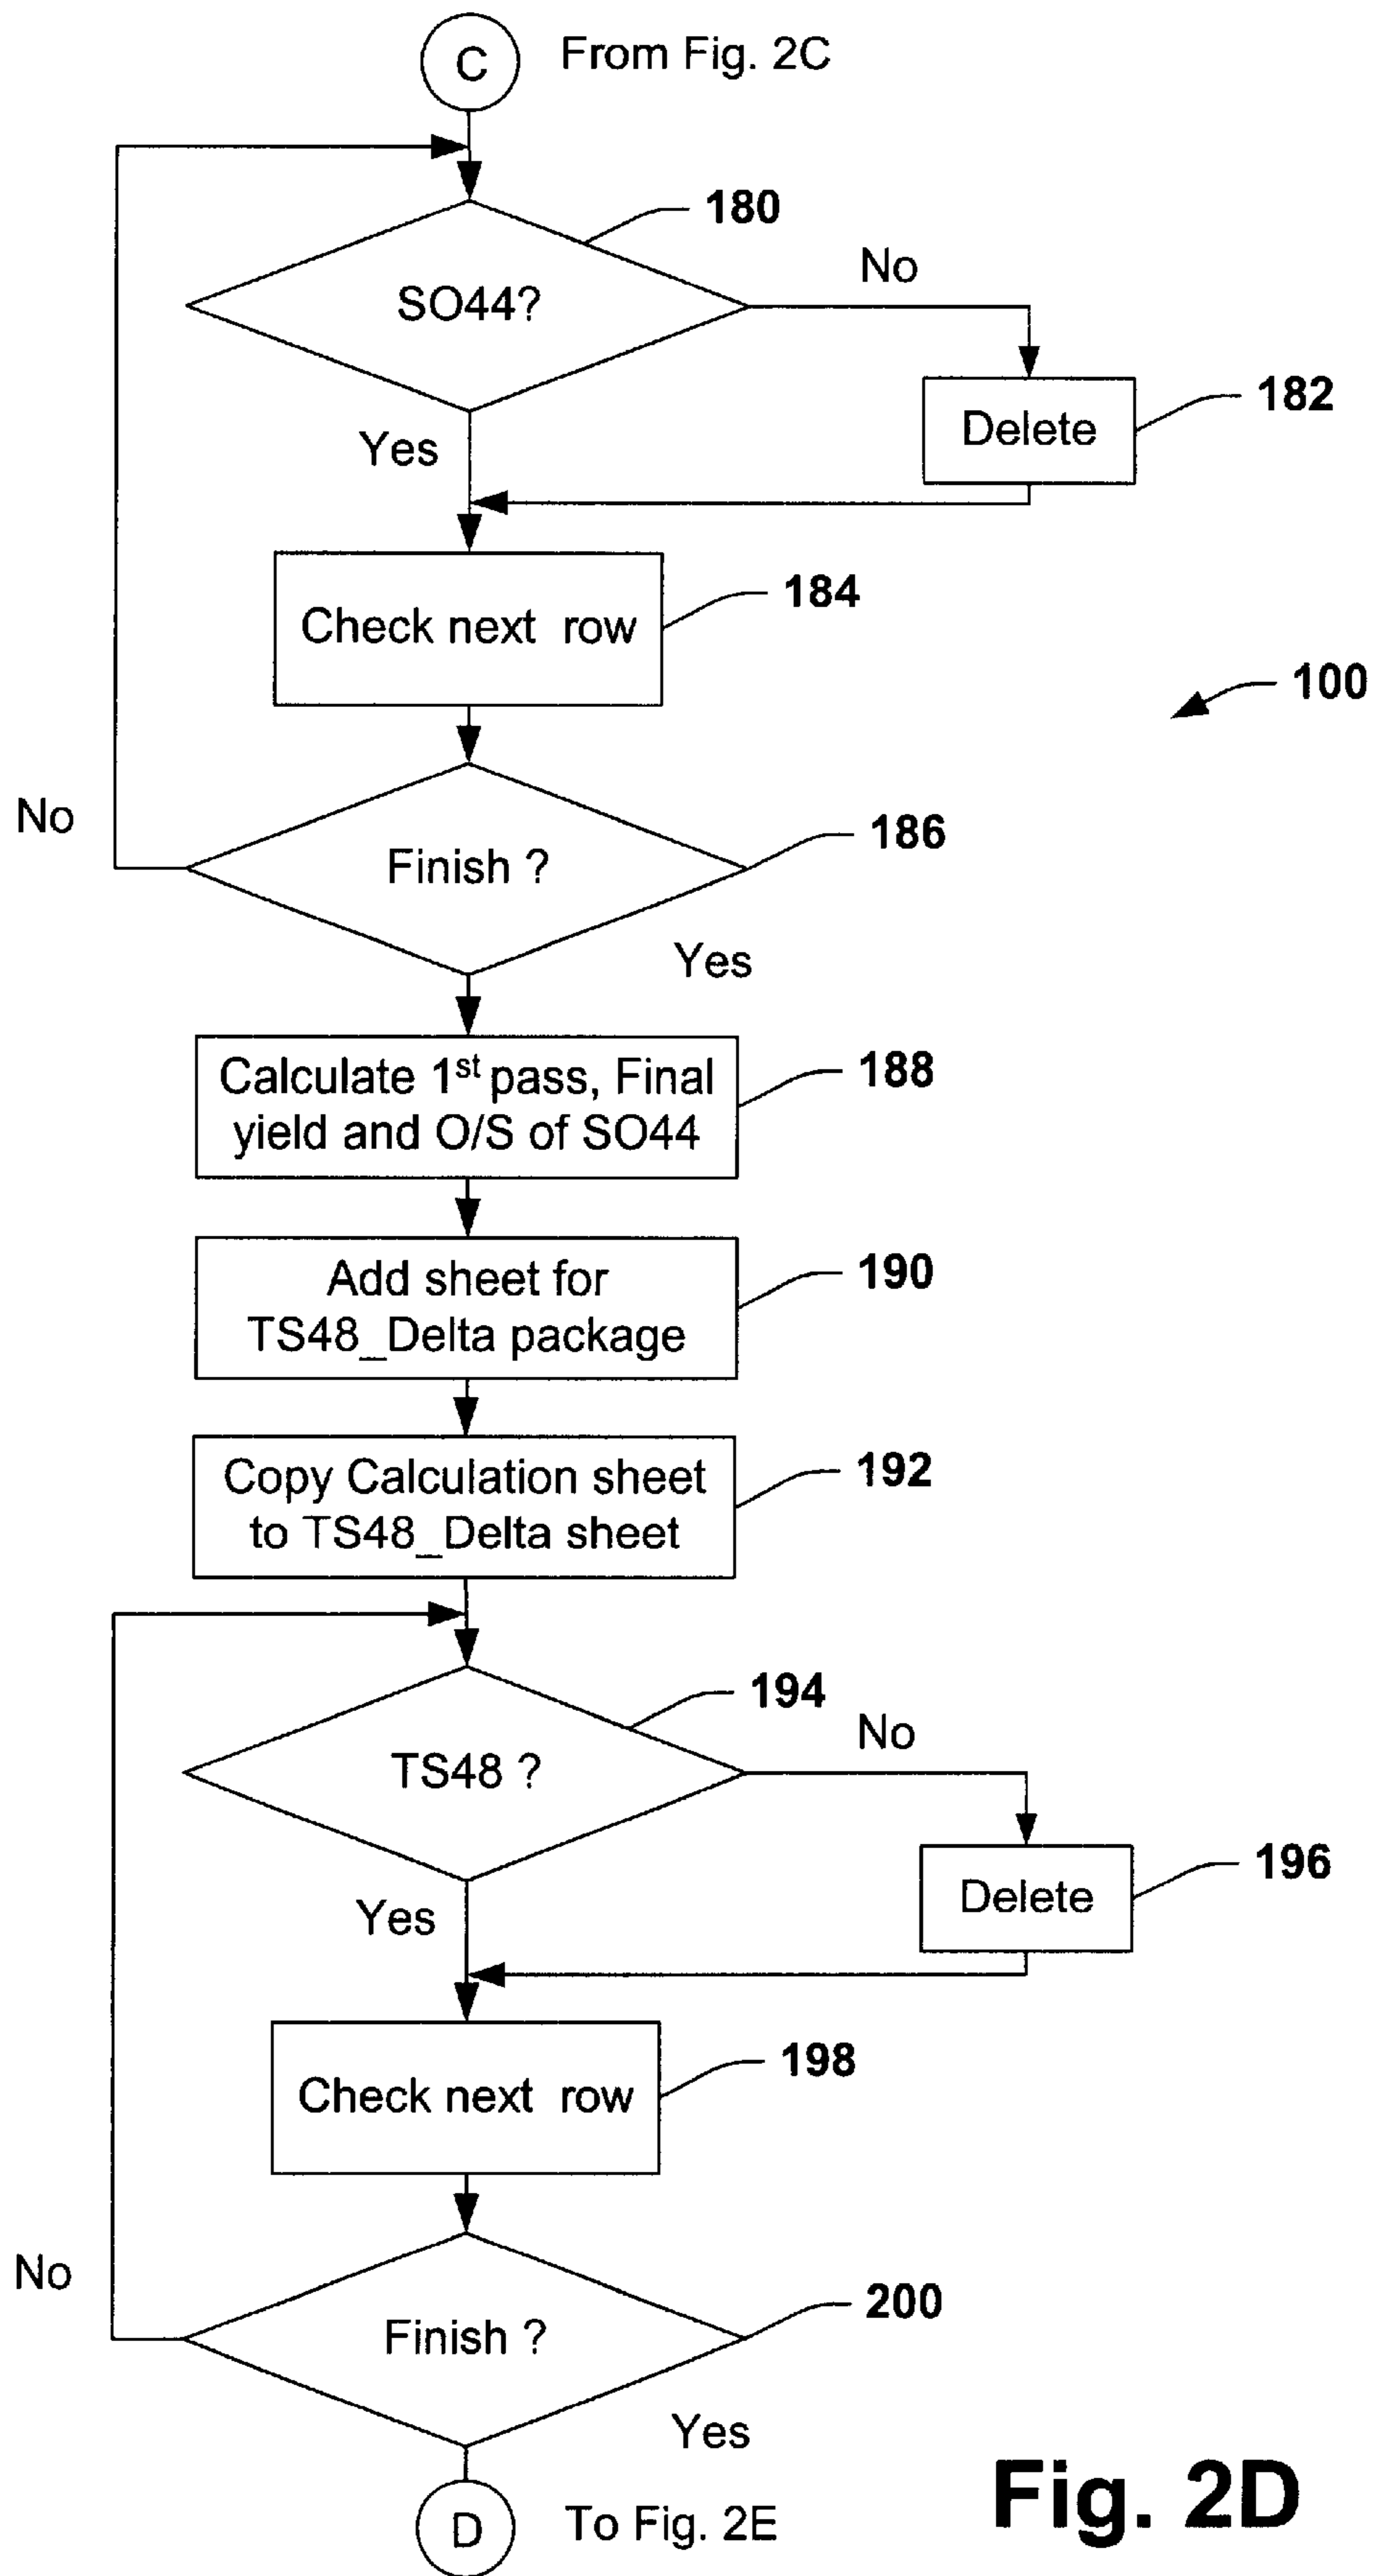 C
From Fig. 2C
180
SO44?
No
182
Delete
Yes
184
Check next row
100
No
186
Finish ?
Yes
Calculate 1st pass, Final
yield and O/S of SO44
188
Add sheet for
TS48_Delta package
190
Copy Calculation sheet
to TS48_Delta sheet
192
194
TS48 ?
No
196
Delete
Yes
198
Check next row
No
200
Finish ?
Yes
D
To Fig. 2E
Fig. 2D